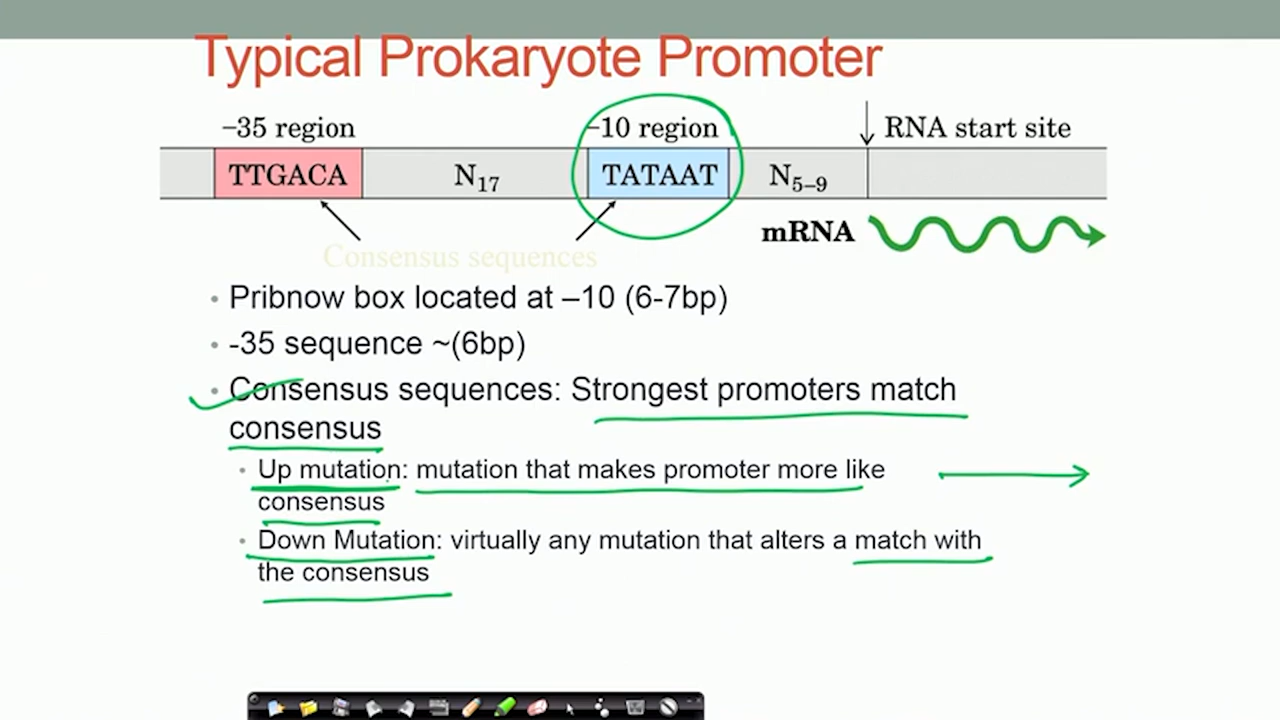 Typical Prokaryote Promoter
–35 region –10 region RNA start site
TTGACA N17 TATAAT N5–9
mRNA
Consensus sequences
• Pribnow box located at –10 (6-7bp)
• -35 sequence ~(6bp)
• Consensus sequences: Strongest promoters match
consensus
• Up mutation: mutation that makes promoter more like
consensus
• Down Mutation: virtually any mutation that alters a match with
the consensus